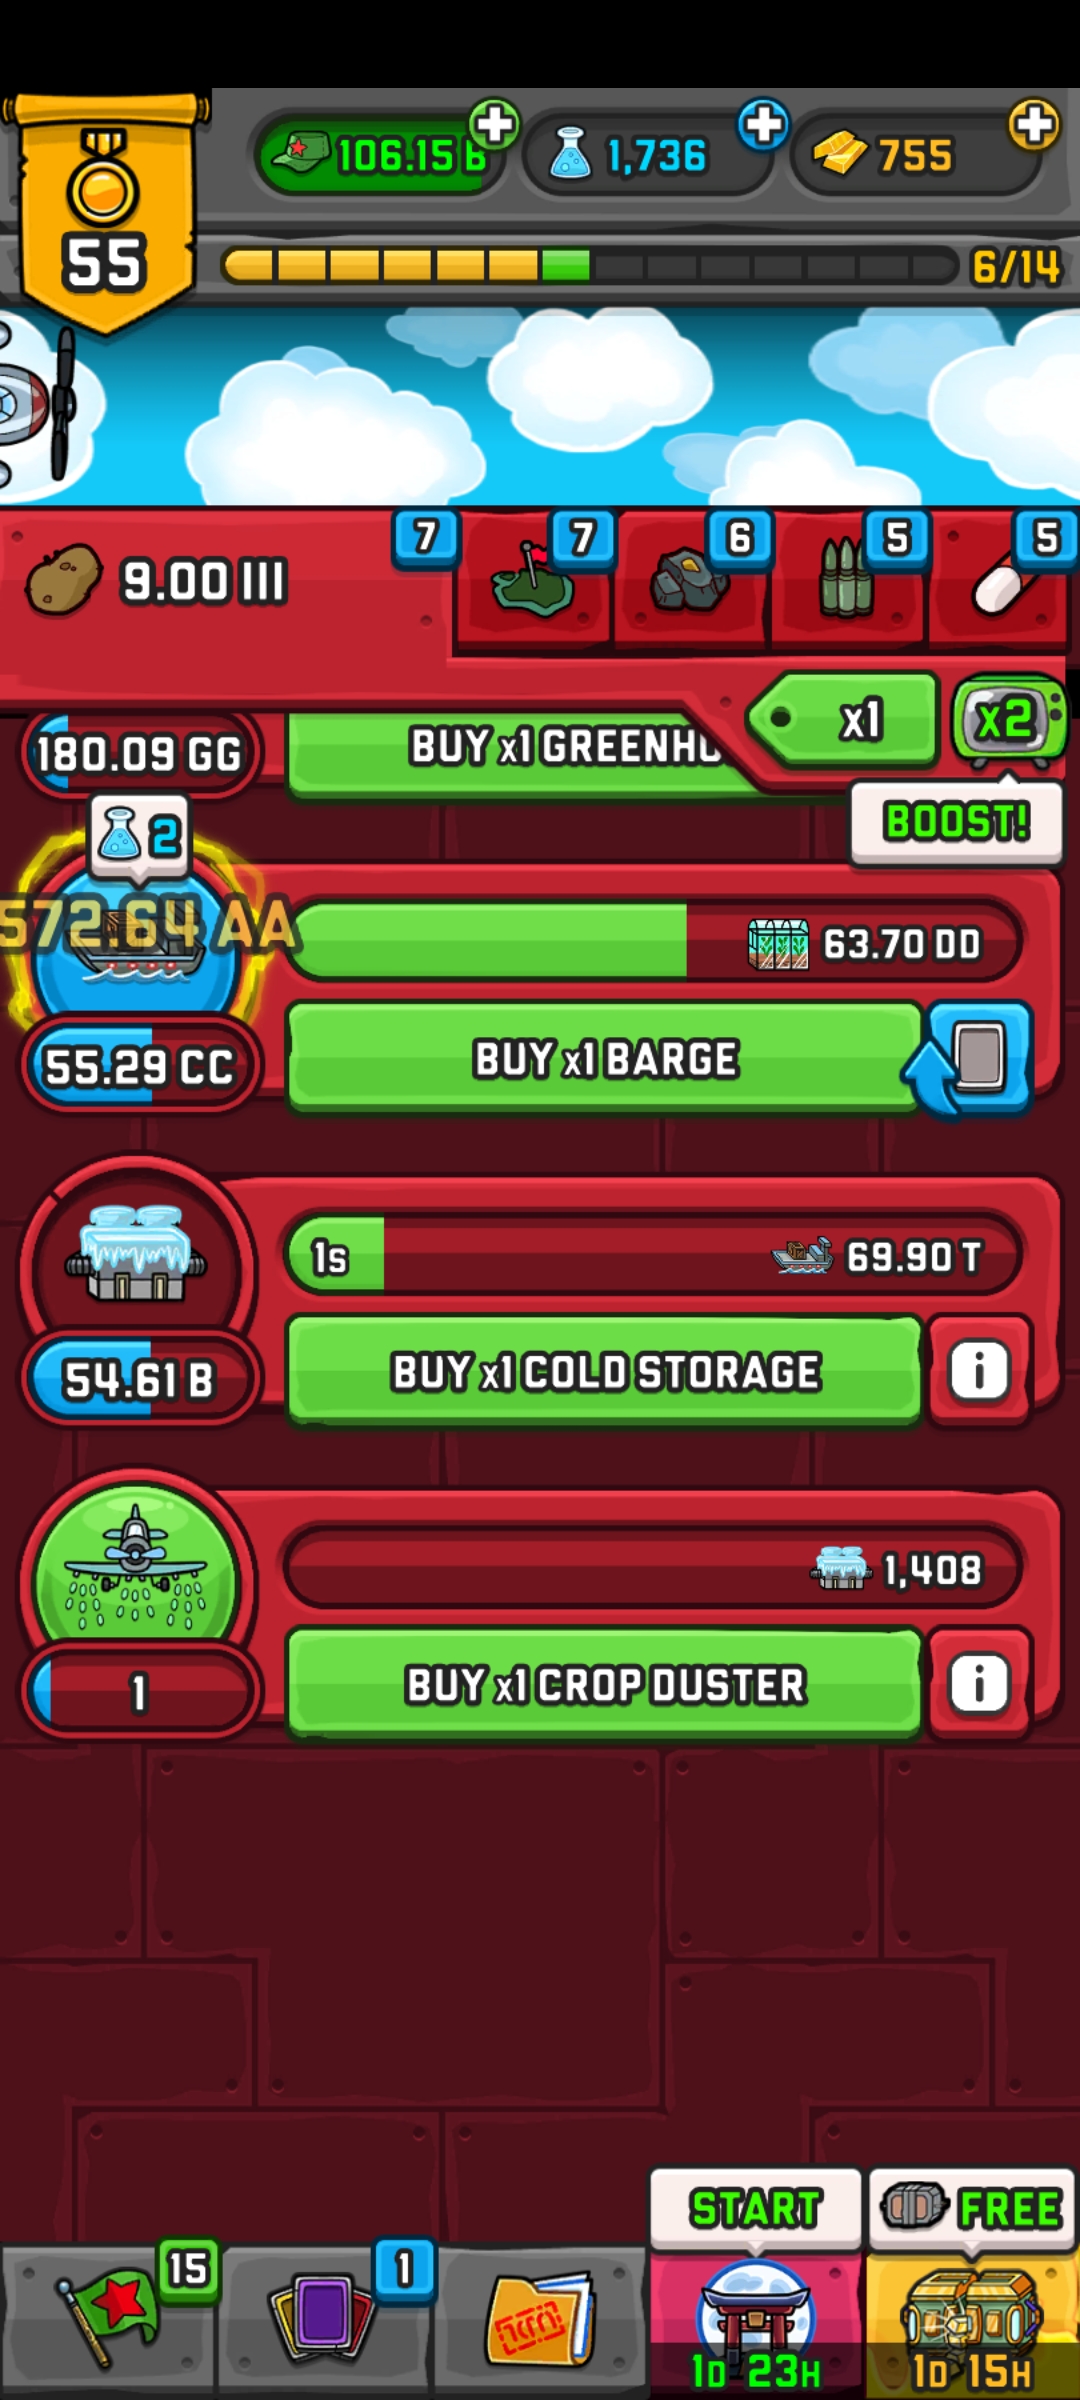 106.15 B
1,736
755
55
6/14
9.00 III
7
7
6
5
5
x1
x2
180.09 GG
BUY x1 GREENHO
BOOST!
2
572.64 AA
63.70 DD
55.29 CC
BUY x1 BARGE
1s
69.90 T
54.61 B
BUY x1 COLD STORAGE
i
1,408
1
BUY x1 CROP DUSTER
i
START
FREE
15
1
1D 23H
1D 15H